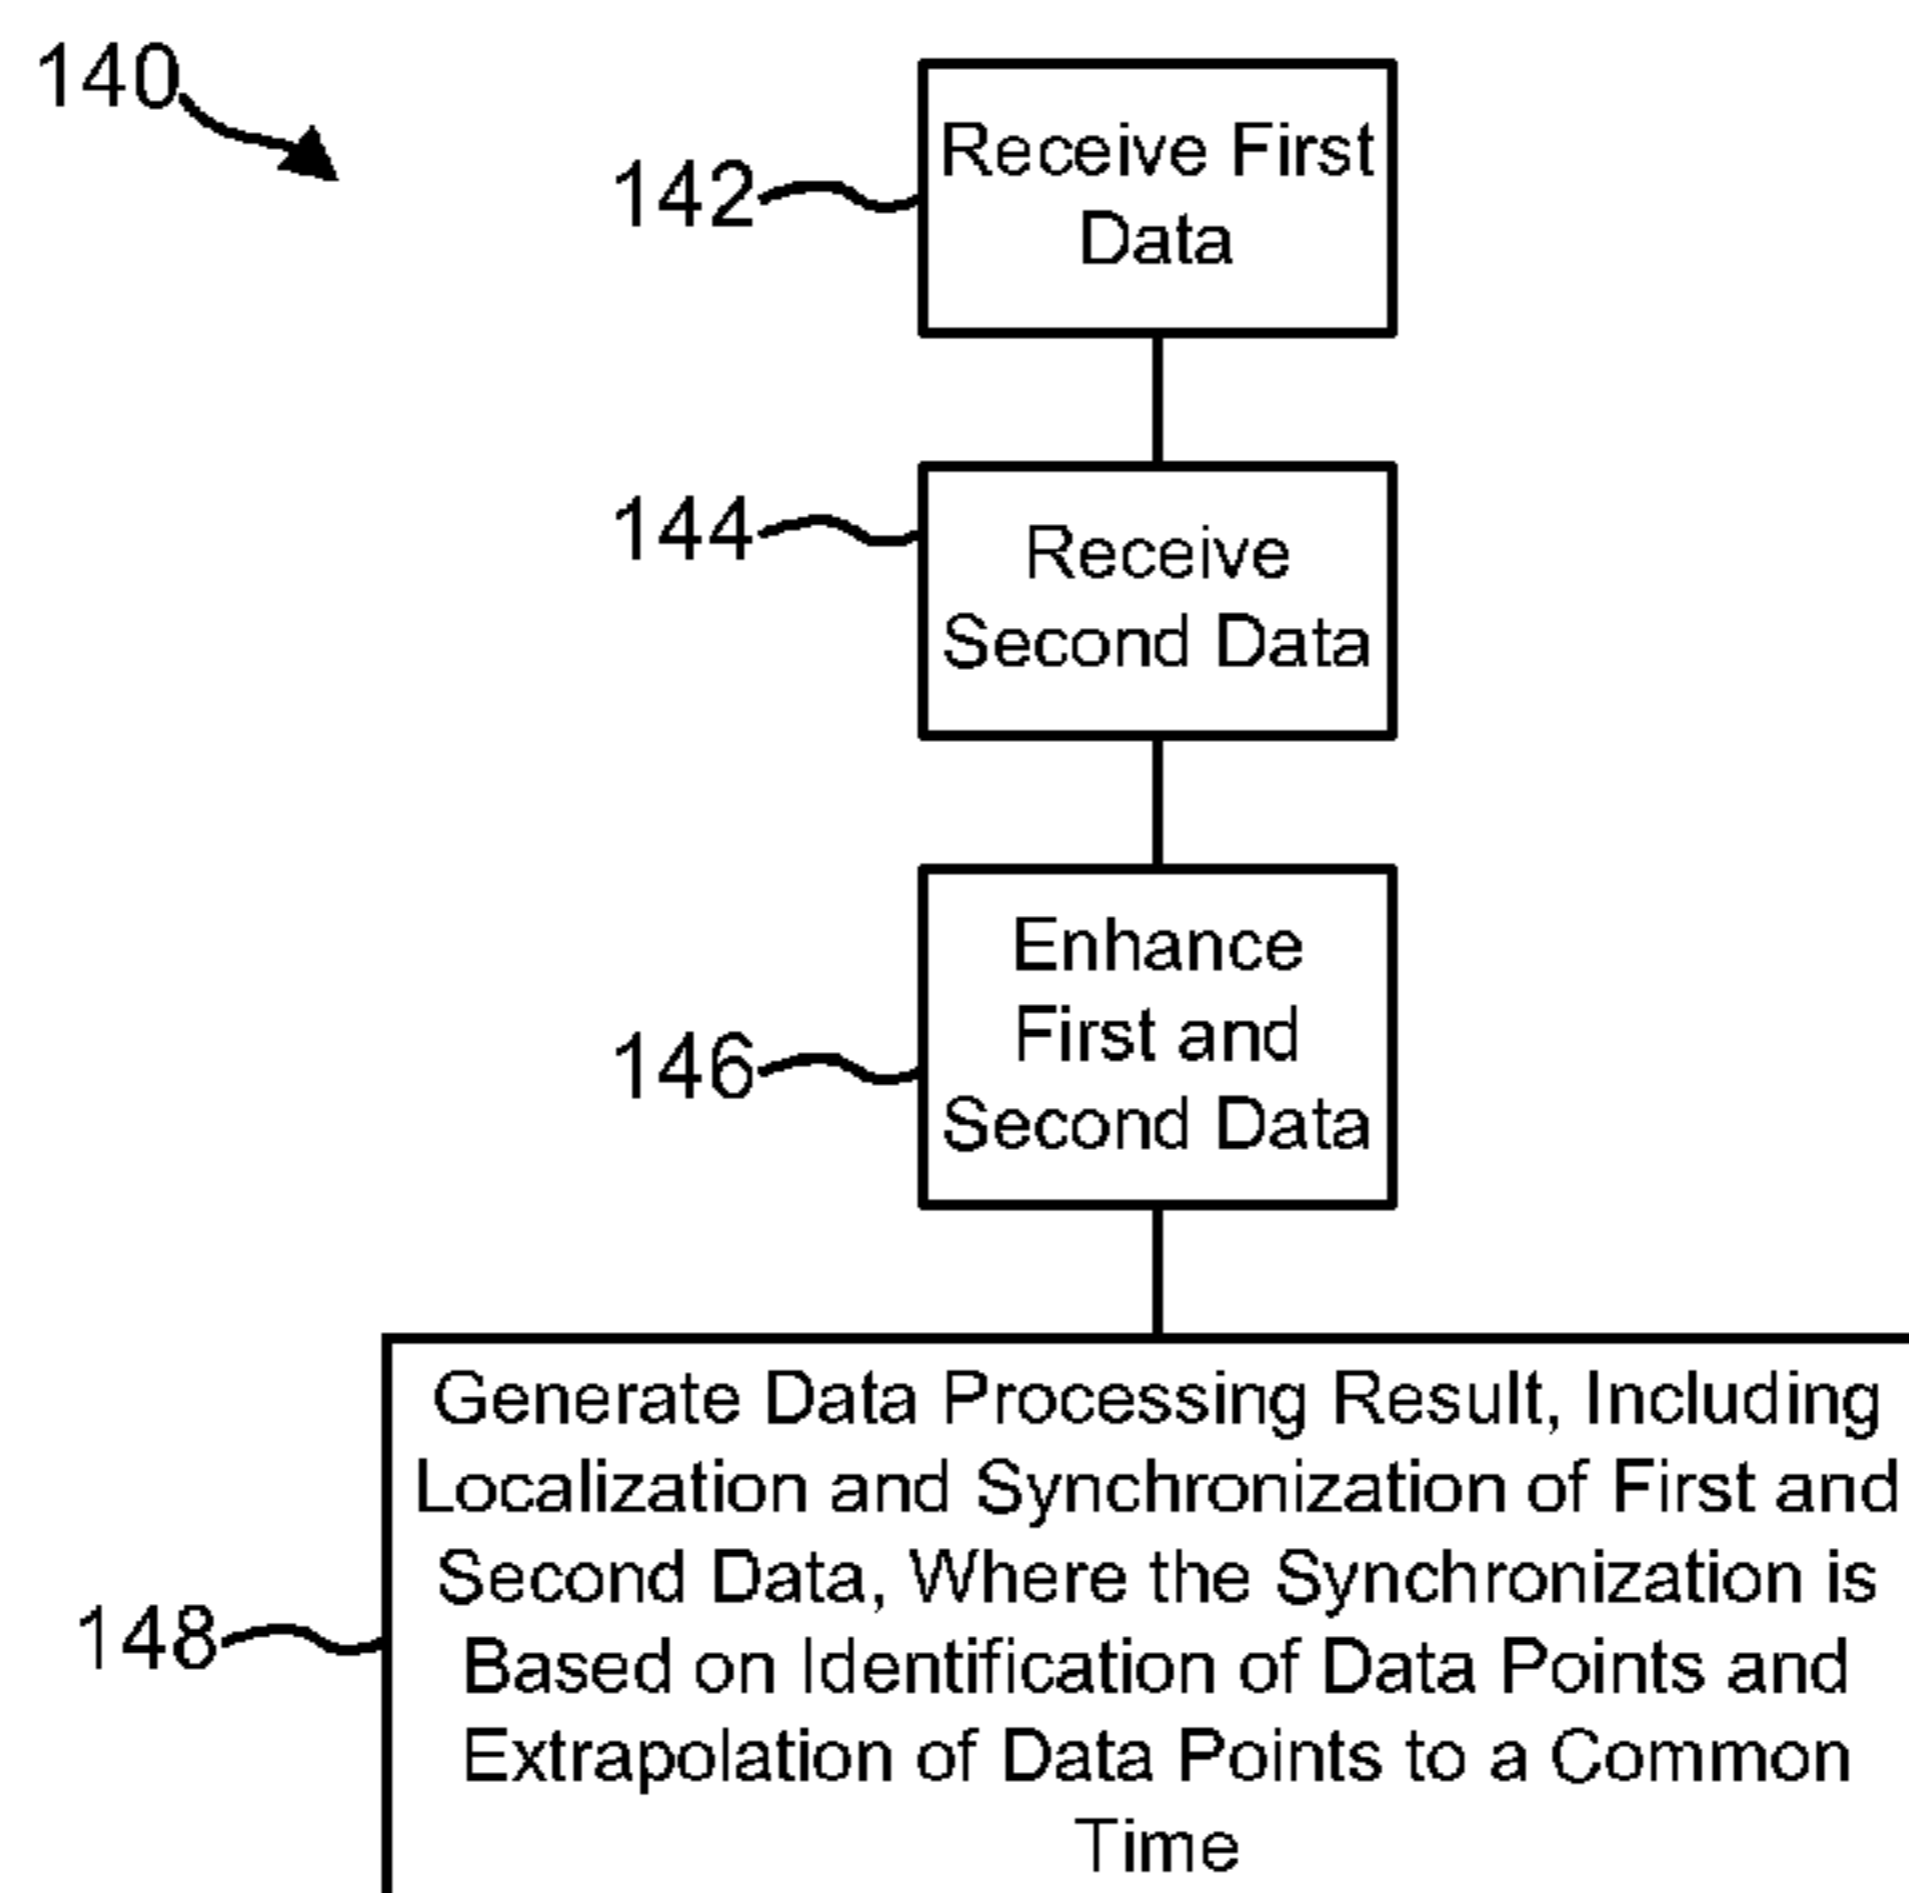 140
142
Receive First
Data
144
Receive
Second Data
146
Enhance
First and
Second Data
148
Generate Data Processing Result, Including
Localization and Synchronization of First and
Second Data, Where the Synchronization is
Based on Identification of Data Points and
Extrapolation of Data Points to a Common
Time